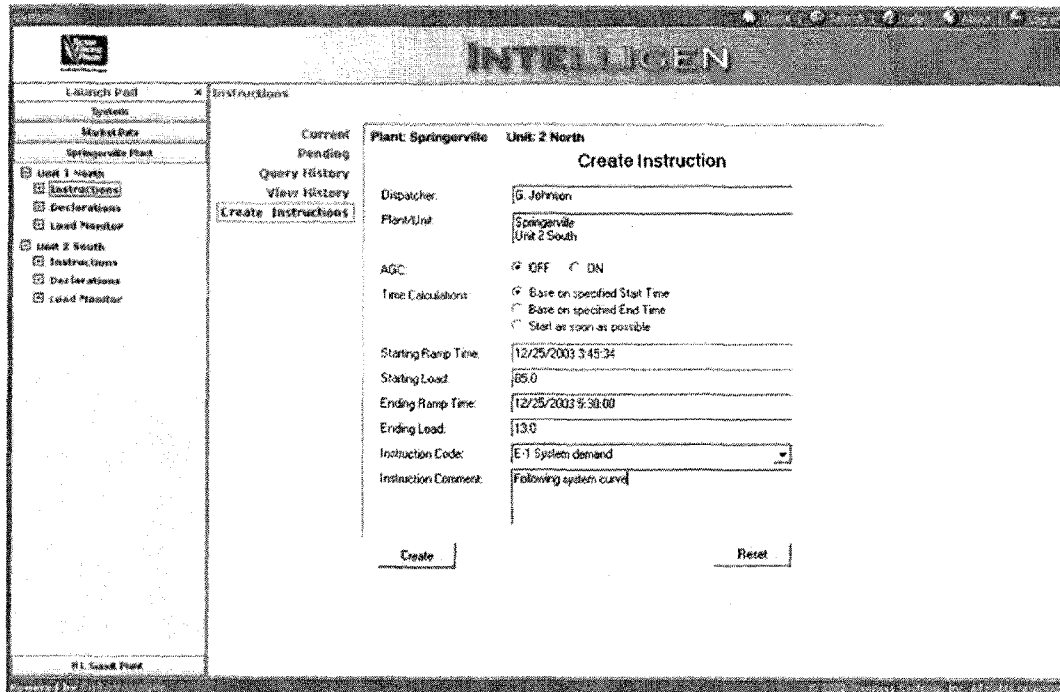 INTELLIGEN
Launch Pad ×
System
Market Data
Springerville Plant
Unit 1 North
Instructions
Declarations
Load Monitor
Unit 2 South
Instructions
Declarations
Load Monitor
Instructions
Current
Pending
Query History
View History
Create Instructions
Plant: Springerville Unit: 2 North
Create Instruction
Dispatcher: G. Johnson
Plant/Unit: Springerville
Unit 2 South
AGC: OFF ON
Time Calculations: Base on specified Start Time
Base on specified End Time
Start as soon as possible
Starting Ramp Time: 12/25/2003 3:45:34
Starting Load: 85.0
Ending Ramp Time: 12/25/2003 5:30:00
Ending Load: 13.0
Instruction Code: E-1 System demand
Instruction Comment: Following system curve
Create Reset